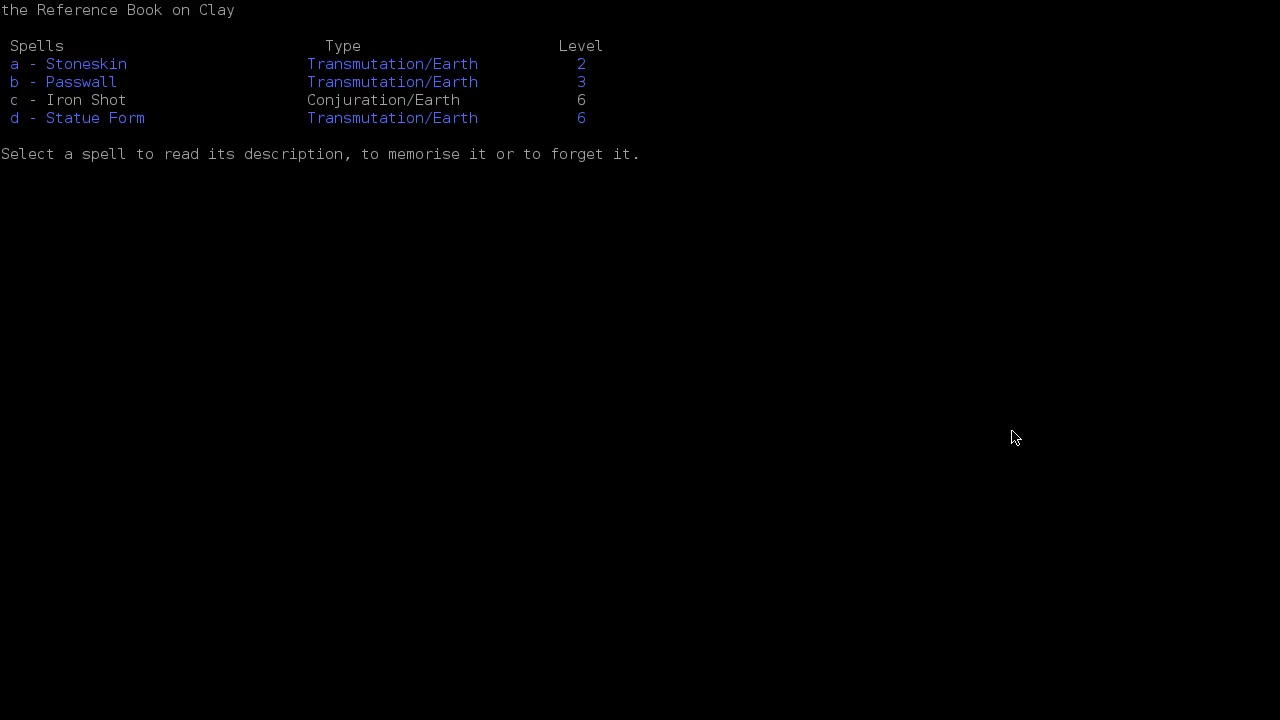 the Reference Book on Clay
Spells Type Level
a - Stoneskin Transmutation/Earth 2
b - Passwall Transmutation/Earth 3
c - Iron Shot Conjuration/Earth 6
d - Statue Form Transmutation/Earth 6
Select a spell to read its description, to memorise it or to forget it.